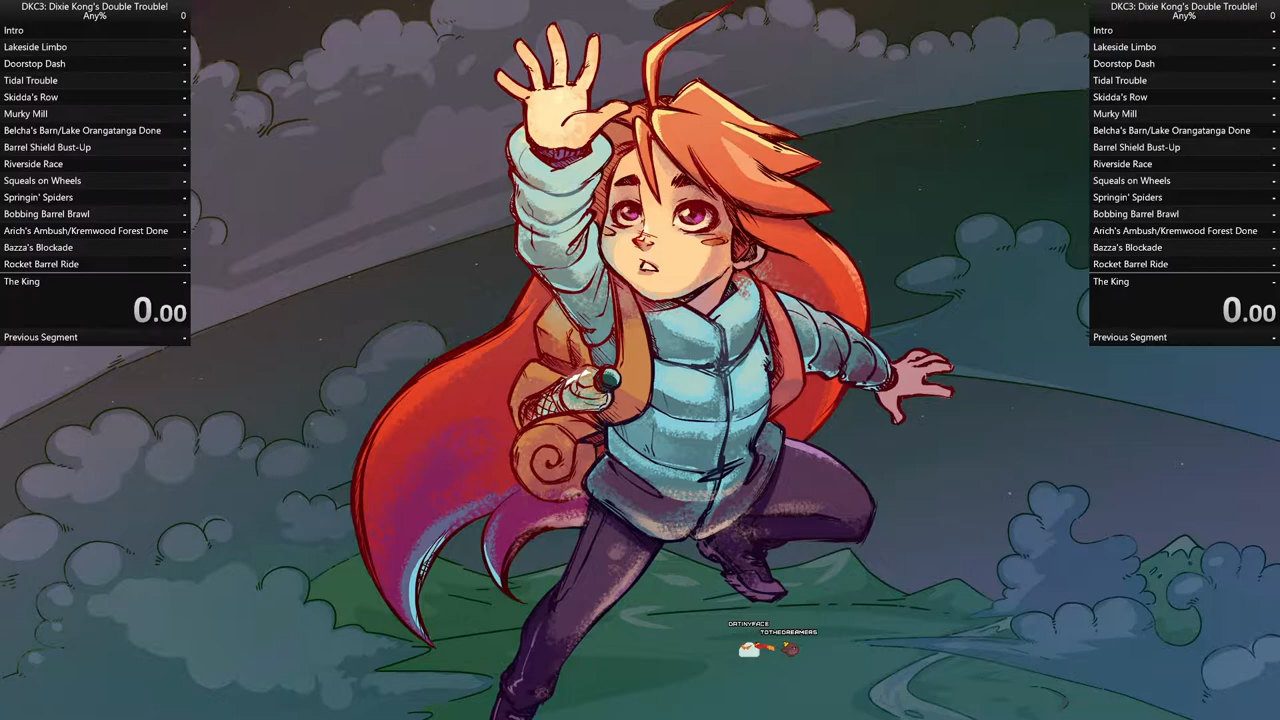 DKC3: Dixie Kong's Double Trouble!
Any% 0
Intro -
Lakeside Limbo -
Doorstop Dash -
Tidal Trouble -
Skidda's Row -
Murky Mill -
Belcha's Barn/Lake Orangatanga Done -
Barrel Shield Bust-Up -
Riverside Race -
Squeals on Wheels -
Springin' Spiders -
Bobbing Barrel Brawl -
Arich's Ambush/Kremwood Forest Done -
Bazza's Blockade -
Rocket Barrel Ride -
The King -
0.00
Previous Segment -
DKC3: Dixie Kong's Double Trouble!
Any% 0
Intro -
Lakeside Limbo -
Doorstop Dash -
Tidal Trouble -
Skidda's Row -
Murky Mill -
Belcha's Barn/Lake Orangatanga Done -
Barrel Shield Bust-Up -
Riverside Race -
Squeals on Wheels -
Springin' Spiders -
Bobbing Barrel Brawl -
Arich's Ambush/Kremwood Forest Done -
Bazza's Blockade -
Rocket Barrel Ride -
The King -
0.00
Previous Segment -
DATINYFACE
TOTHEDREAMERS